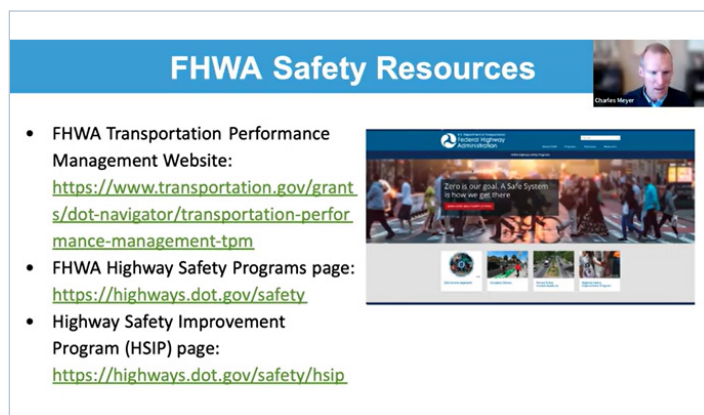 FHWA Safety Resources
Charles Meyer
• FHWA Transportation Performance
Management Website:
https://www.transportation.gov/grant
s/dot-navigator/transportation-perfor
mance-management-tpm
• FHWA Highway Safety Programs page:
https://highways.dot.gov/safety
• Highway Safety Improvement
Program (HSIP) page:
https://highways.dot.gov/safety/hsip
U.S. Department of Transportation
Federal Highway
Administration
Zero is our goal. A Safe System
is how we get there